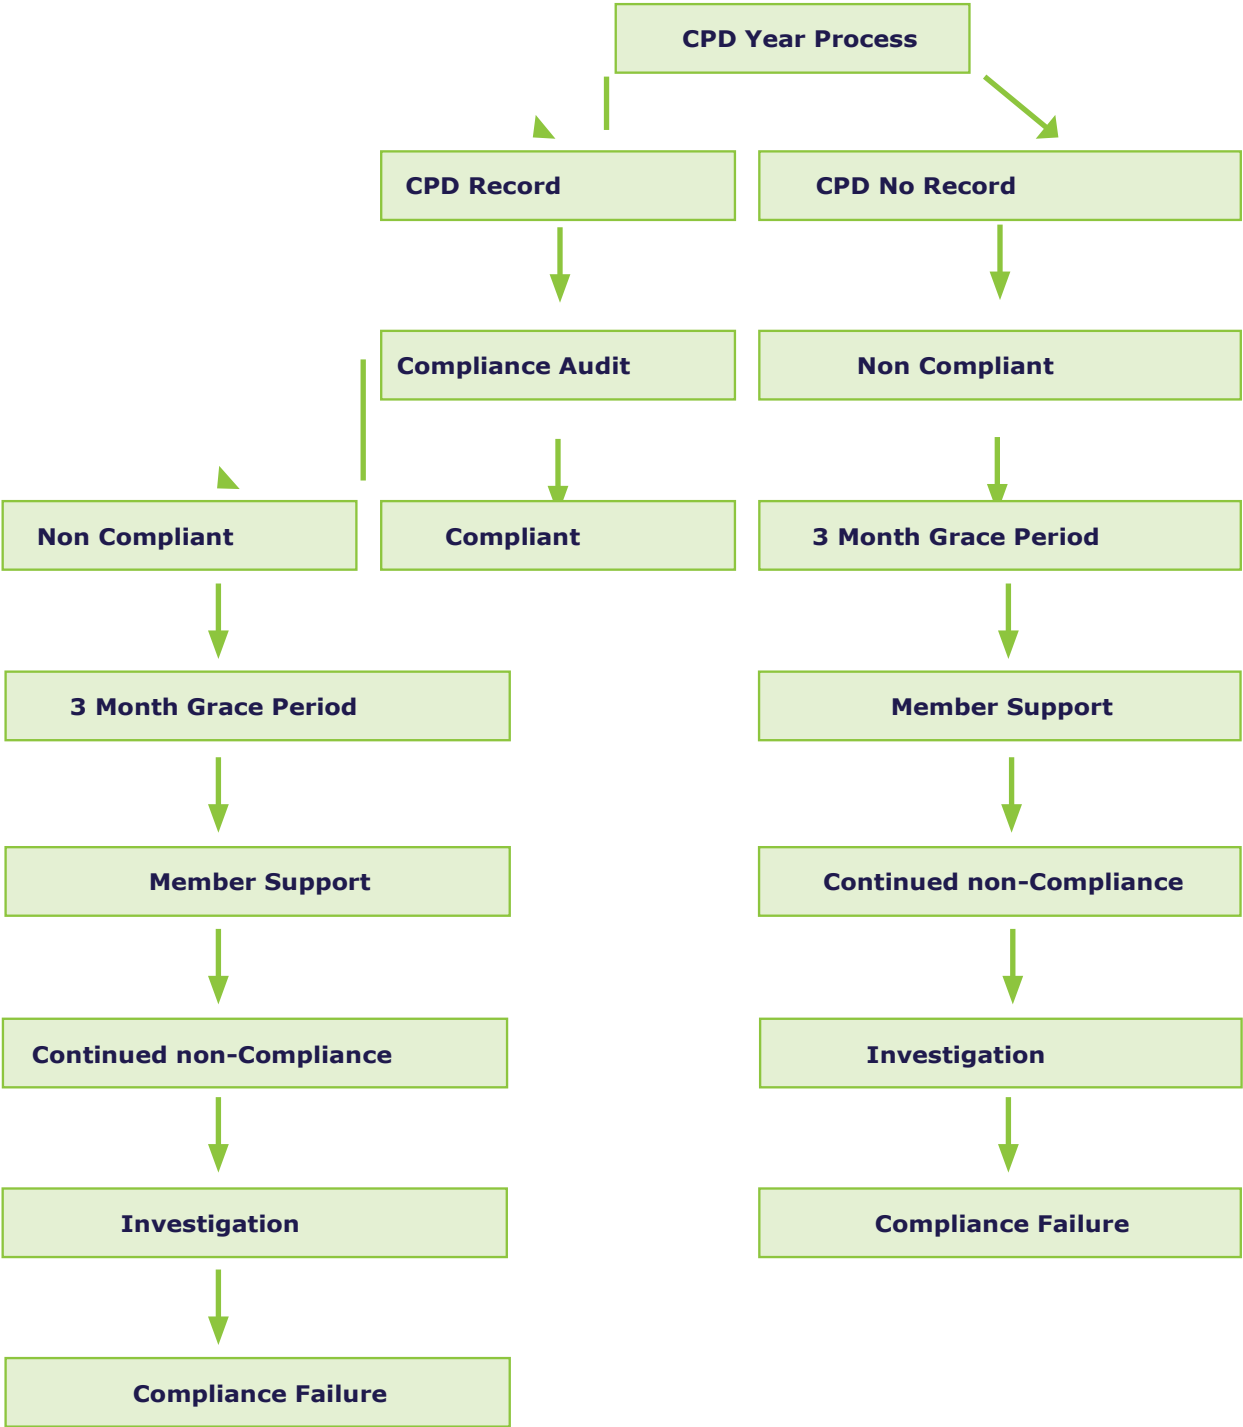 CPD Year Process
CPD Record
CPD No Record
Compliance Audit
Non Compliant
Non Compliant
Compliant
3 Month Grace Period
3 Month Grace Period
Member Support
Member Support
Continued non-Compliance
Continued non-Compliance
Investigation
Investigation
Compliance Failure
Compliance Failure